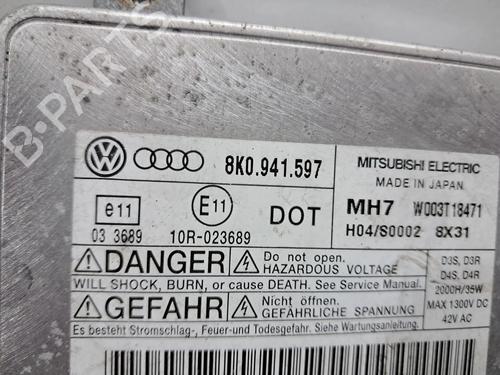 8K0.941.597
MITSUBISHI ELECTRIC
MADE IN JAPAN
e11
E11
DOT
MH7 W003T18471
H04/S0002 8X31
03 3689
10R-023689
DANGER
Do not open.
HAZARDOUS VOLTAGE
WILL SHOCK, BURN, or cause DEATH. See Service Manual.
GEFAHR
Nicht öffnen.
GEFÄHRLICHE SPANNUNG
Es besteht Stromschlag-, Feuer-und Todesgefahr. Siehe Wartungsanleitung.
D3S, D3R
D4S, D4R
2000H/35W
MAX 1300V DC
42V AC